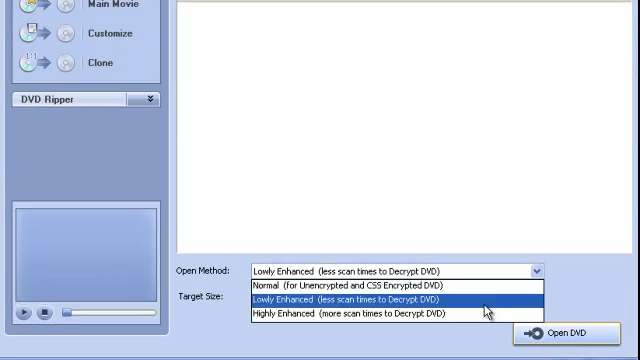 Main Movie
Customize
1:1
Clone
DVD Ripper
Open Method: Lowly Enhanced (less scan times to Decrypt DVD)
Normal (for Unencrypted and CSS Encrypted DVD)
Target Size: Lowly Enhanced (less scan times to Decrypt DVD)
Highly Enhanced (more scan times to Decrypt DVD)
Open DVD